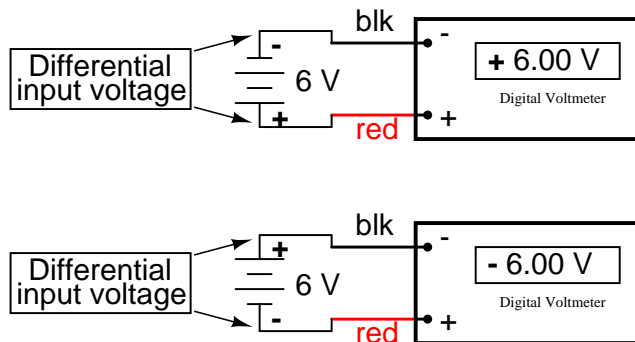 blk
-
-
+ 6.00 V
Differential
input voltage
6 V
Digital Voltmeter
+
+
red
blk
+
-
- 6.00 V
Differential
input voltage
6 V
Digital Voltmeter
-
+
red